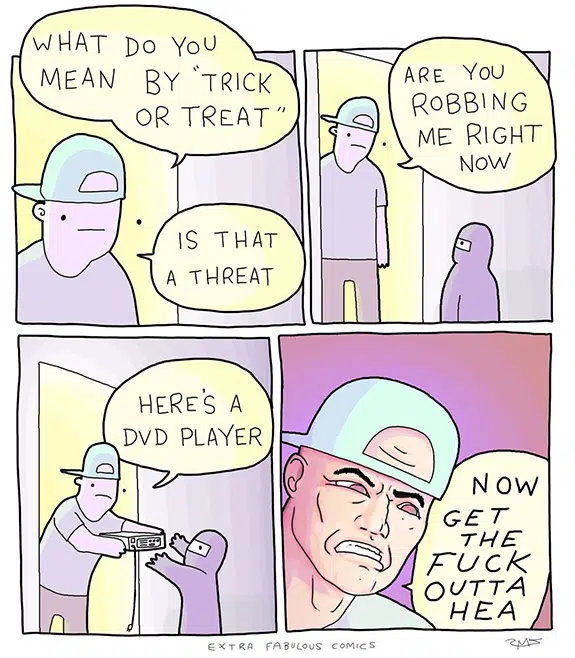 WHAT DO YOU
MEAN BY "TRICK
OR TREAT"
IS THAT
A THREAT
ARE YOU
ROBBING
ME RIGHT
NOW
HERE'S A
DVD PLAYER
NOW
GET
THE
FUCK
OUTTA
HEA
EXTRA FABULOUS COMICS